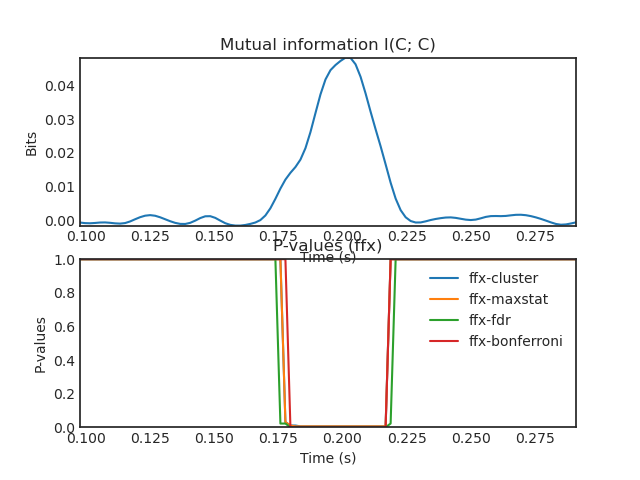 Mutual information I(C; C)
Bits
0.04
0.03
0.02
0.01
0.00
0.100 0.125 0.150 0.175 0.200 0.225 0.250 0.275
Time (s)
P-values (ffx)
P-values
1.0
0.8
0.6
0.4
0.2
0.0
ffx-cluster
ffx-maxstat
ffx-fdr
ffx-bonferroni
0.100 0.125 0.150 0.175 0.200 0.225 0.250 0.275
Time (s)